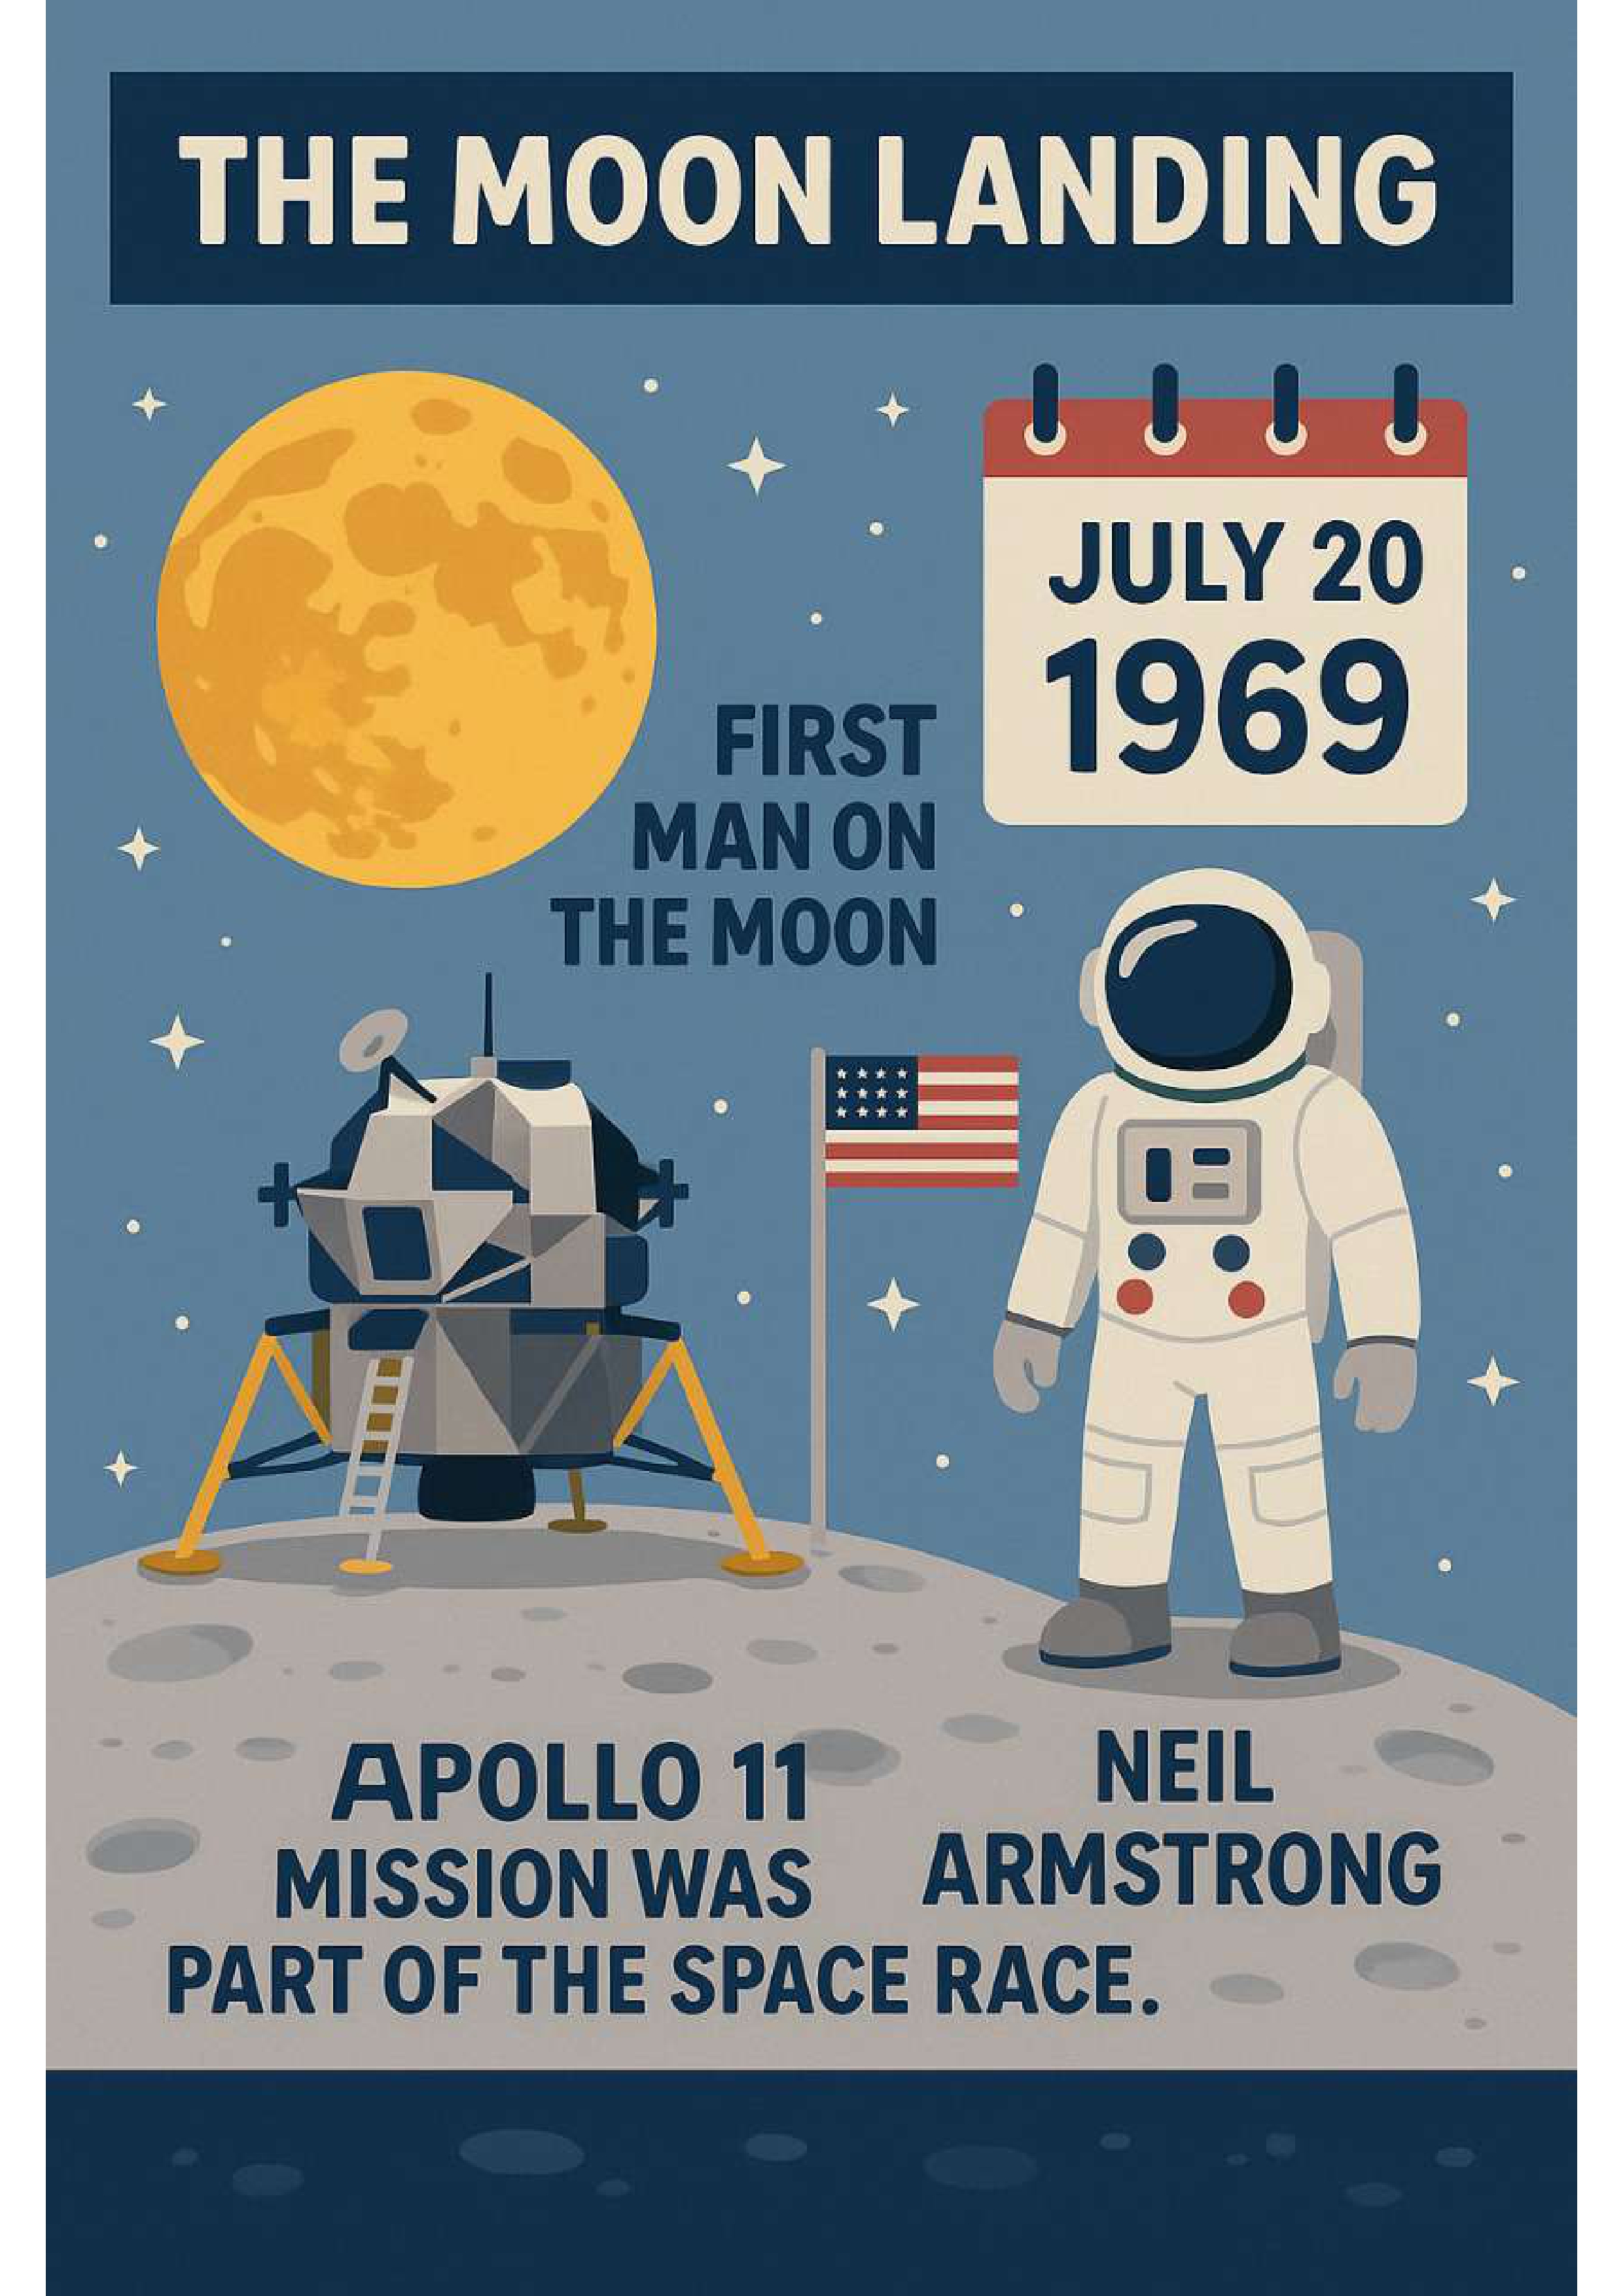 THE MOON LANDING
JULY 20
1969
FIRST
MAN ON
THE MOON
APOLLO 11
MISSION WAS
PART OF THE SPACE RACE.
NEIL
ARMSTRONG